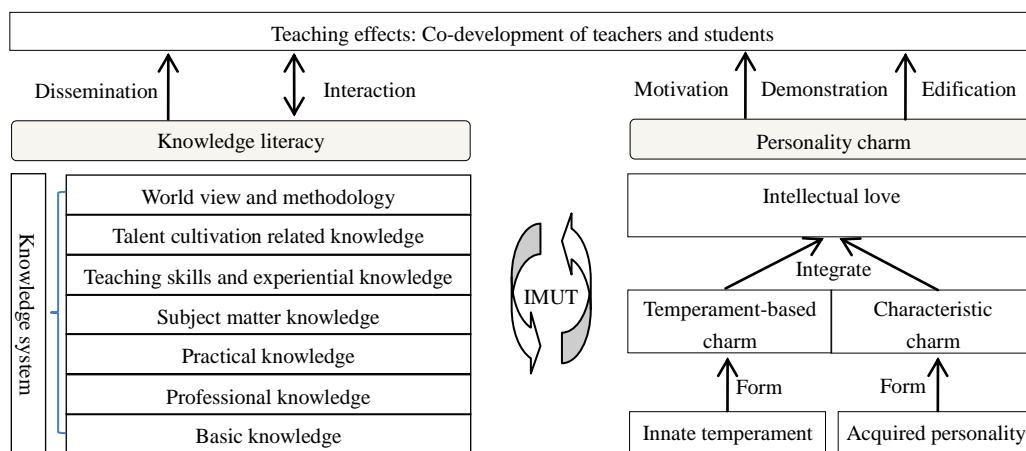 Teaching effects: Co-development of teachers and students
Dissemination
Interaction
Motivation
Demonstration
Edification
Knowledge literacy
Personality charm
Knowledge system
World view and methodology
Talent cultivation related knowledge
Teaching skills and experiential knowledge
Subject matter knowledge
Practical knowledge
Professional knowledge
Basic knowledge
IMUT
Intellectual love
Integrate
Temperament-based
charm
Characteristic
charm
Form
Form
Innate temperament
Acquired personality